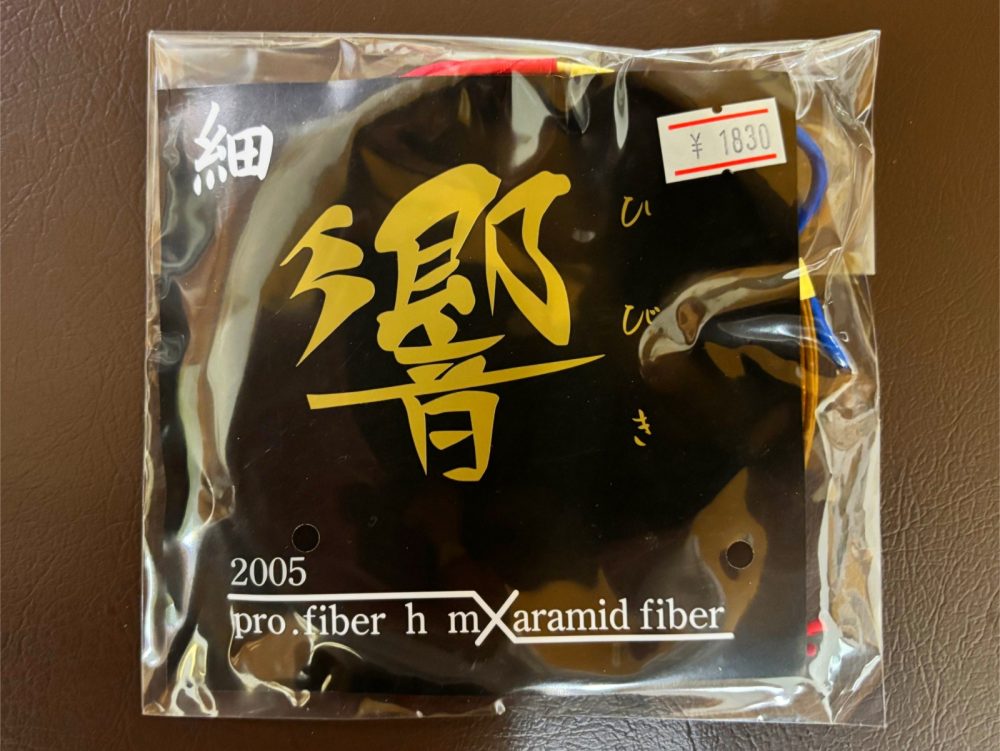 細
¥ 1830
響
ひびき
2005
pro.fiber h m aramid fiber